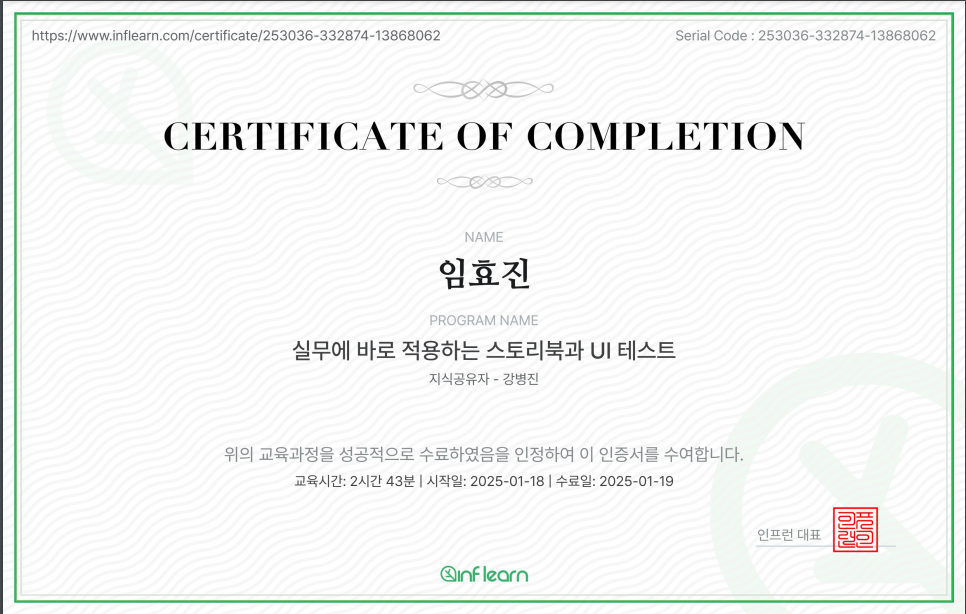 https://www.inflearn.com/certificate/253036-332874-13868062
Serial Code : 253036-332874-13868062
CERTIFICATE OF COMPLETION
NAME
임효진
PROGRAM NAME
실무에 바로 적용하는 스토리북과 UI 테스트
지식공유자 - 강병진
위의 교육과정을 성공적으로 수료하였음을 인정하여 이 인증서를 수여합니다.
교육시간: 2시간 43분 | 시작일: 2025-01-18 | 수료일: 2025-01-19
인프런 대표
inflearn